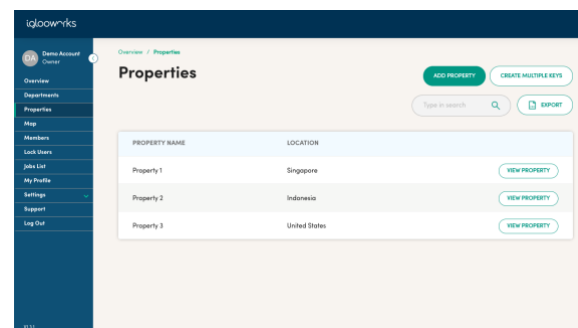 iglooworks
DA
Demo Account
Owner
Overview
Departments
Properties
Map
Members
Lock Users
Jobs List
My Profile
Settings
Support
Log Out
Overview / Properties
Properties
ADD PROPERTY
CREATE MULTIPLE KEYS
Type in search
EXPORT
PROPERTY NAME LOCATION
Property 1 Singapore VIEW PROPERTY
Property 2 Indonesia VIEW PROPERTY
Property 3 United States VIEW PROPERTY